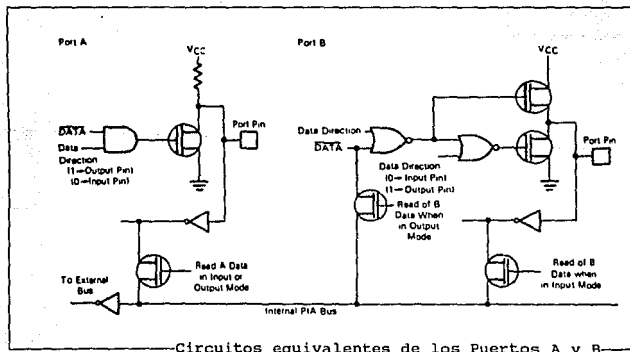 Port A
VCC
Port Pin
DATA
Data
Direction
(1→Output Pin)
(0→Input Pin)
Read A Data
in Input or
Output Mode
To External
Bus
Internal PIA Bus
Port B
VCC
Port Pin
Data Direction
DATA
Data Direction
(0→Input Pin)
(1→Output Pin)
Read of B
Data When
in Output
Mode
Read of B
Data when
in Input Mode
Circuitos equivalentes de los Puertos A y B